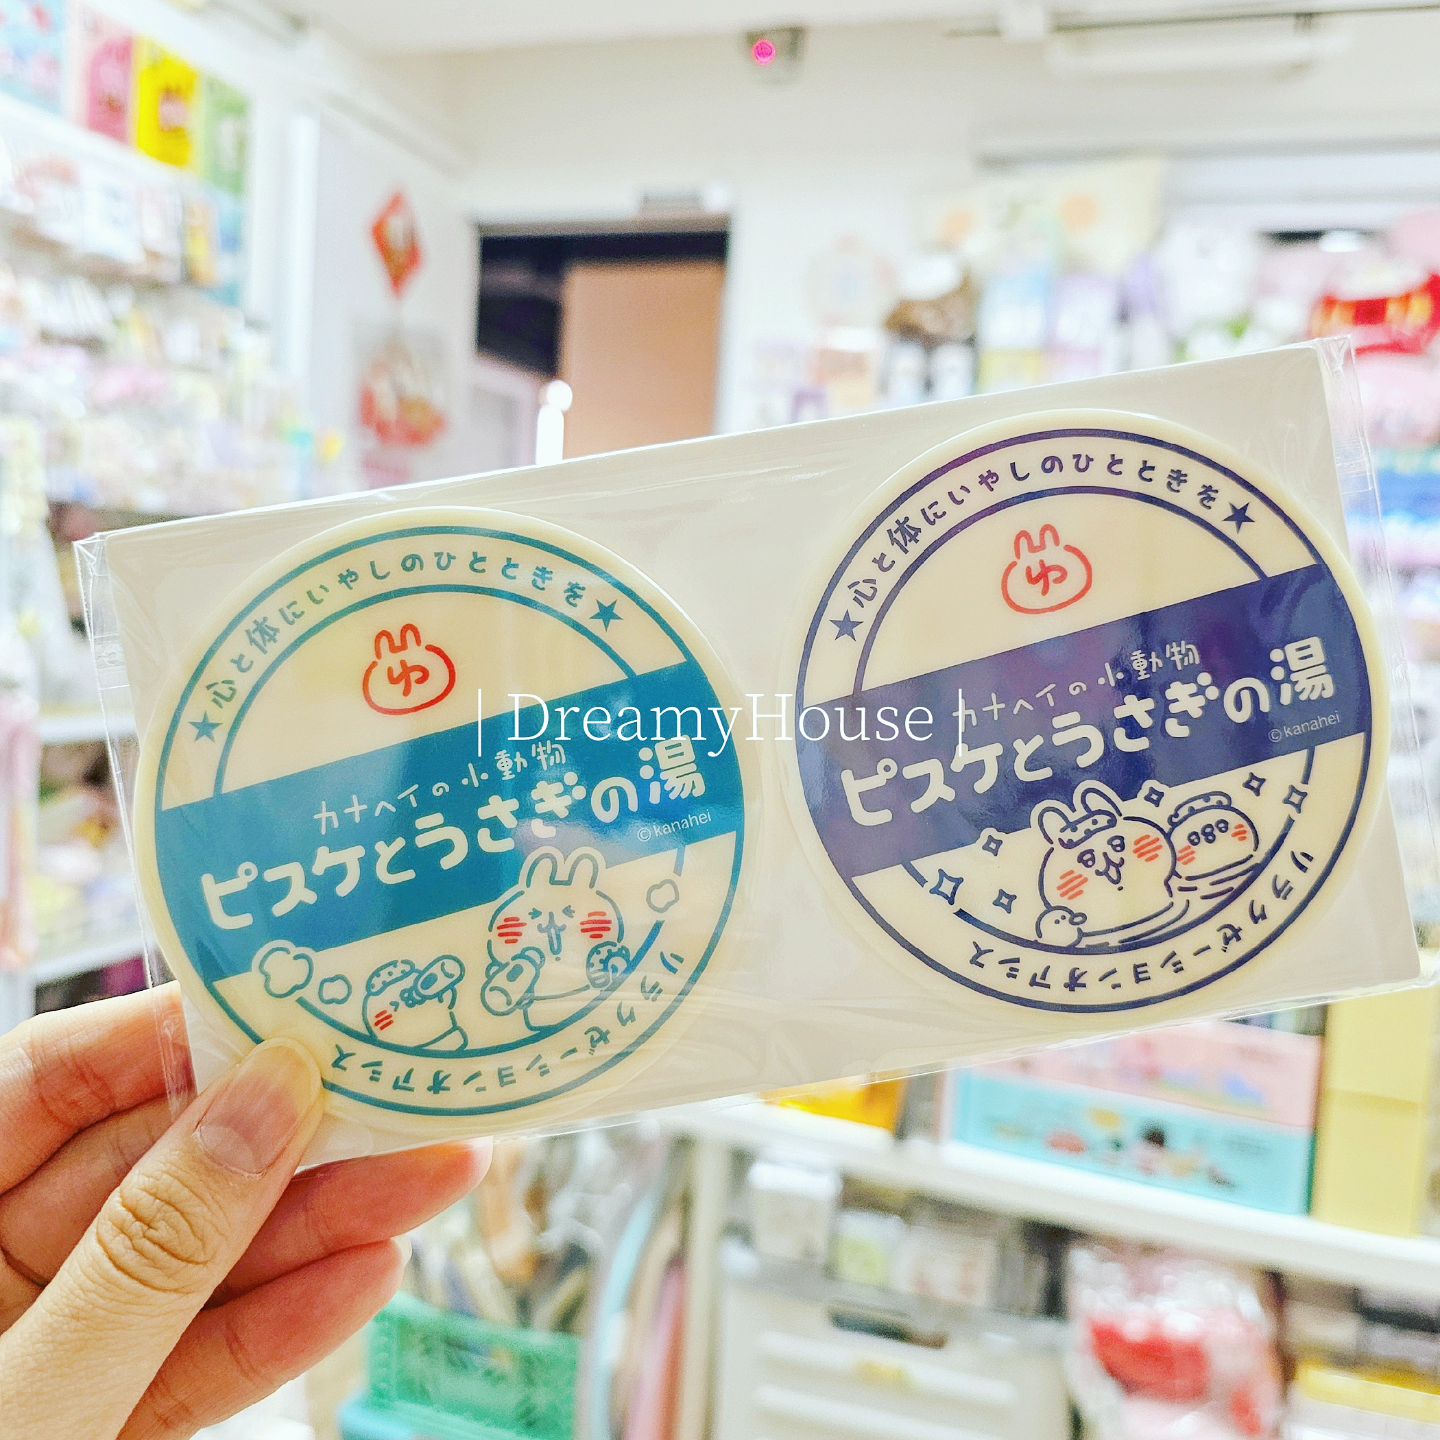 ★心と体にいやしのひとときを★
ゆ
カナヘイの小動物
ピスケとうさぎの湯
©kanahei
リラクゼーションオアシス
★心と体にいやしのひとときを★
ゆ
カナヘイの小動物
ピスケとうさぎの湯
©kanahei
リラクゼーションオアシス
| DreamyHouse |